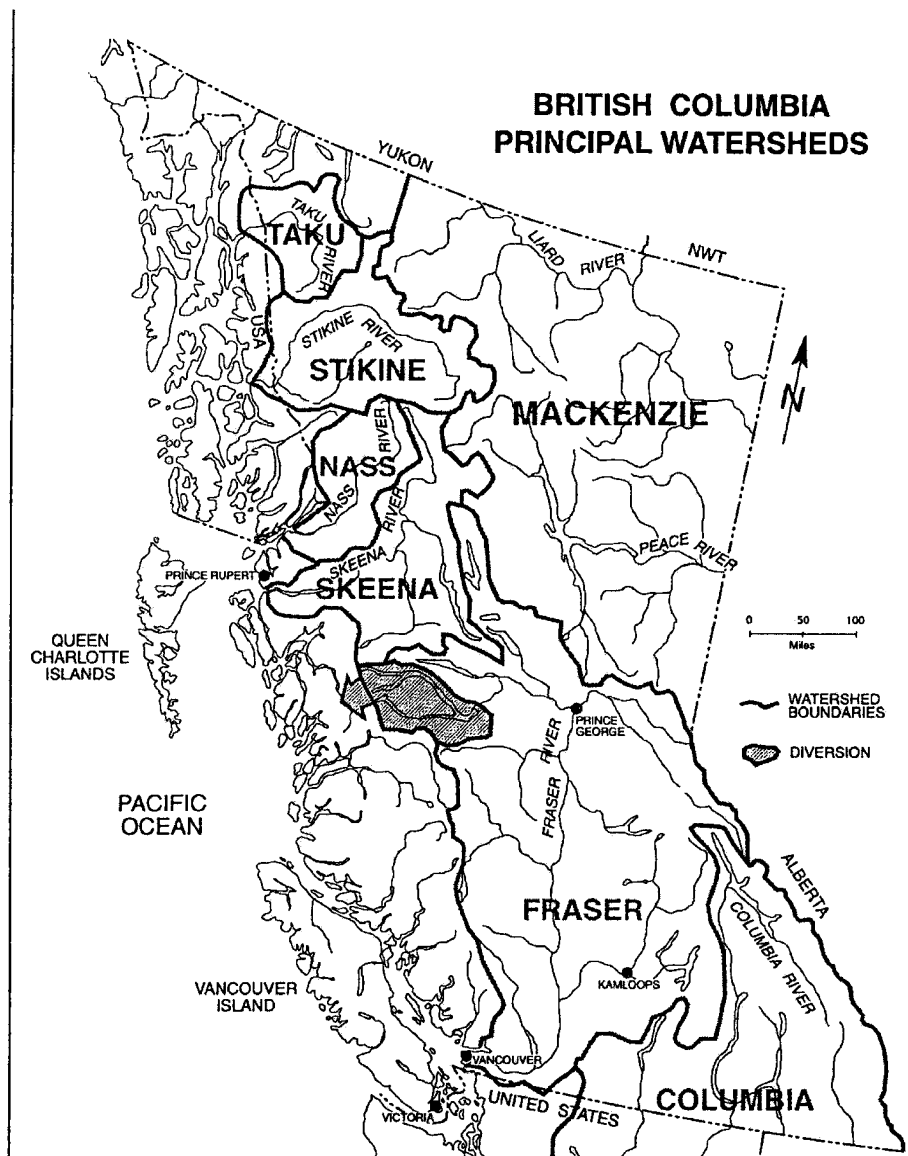 BRITISH COLUMBIA
PRINCIPAL WATERSHEDS
YUKON
TAKU
TAKU
RIVER
LIARD RIVER
NWT
USA
STIKINE RIVER
STIKINE
MACKENZIE
N
NASS
NASS RIVER
PEACE RIVER
SKEENA RIVER
SKEENA
PRINCE RUPERT
0 50 100
Miles
QUEEN
CHARLOTTE
ISLANDS
WATERSHED
BOUNDARIES
PRINCE
GEORGE
DIVERSION
FRASER RIVER
PACIFIC
OCEAN
ALBERTA
FRASER
COLUMBIA RIVER
KAMLOOPS
VANCOUVER
ISLAND
VANCOUVER
UNITED STATES
COLUMBIA
VICTORIA